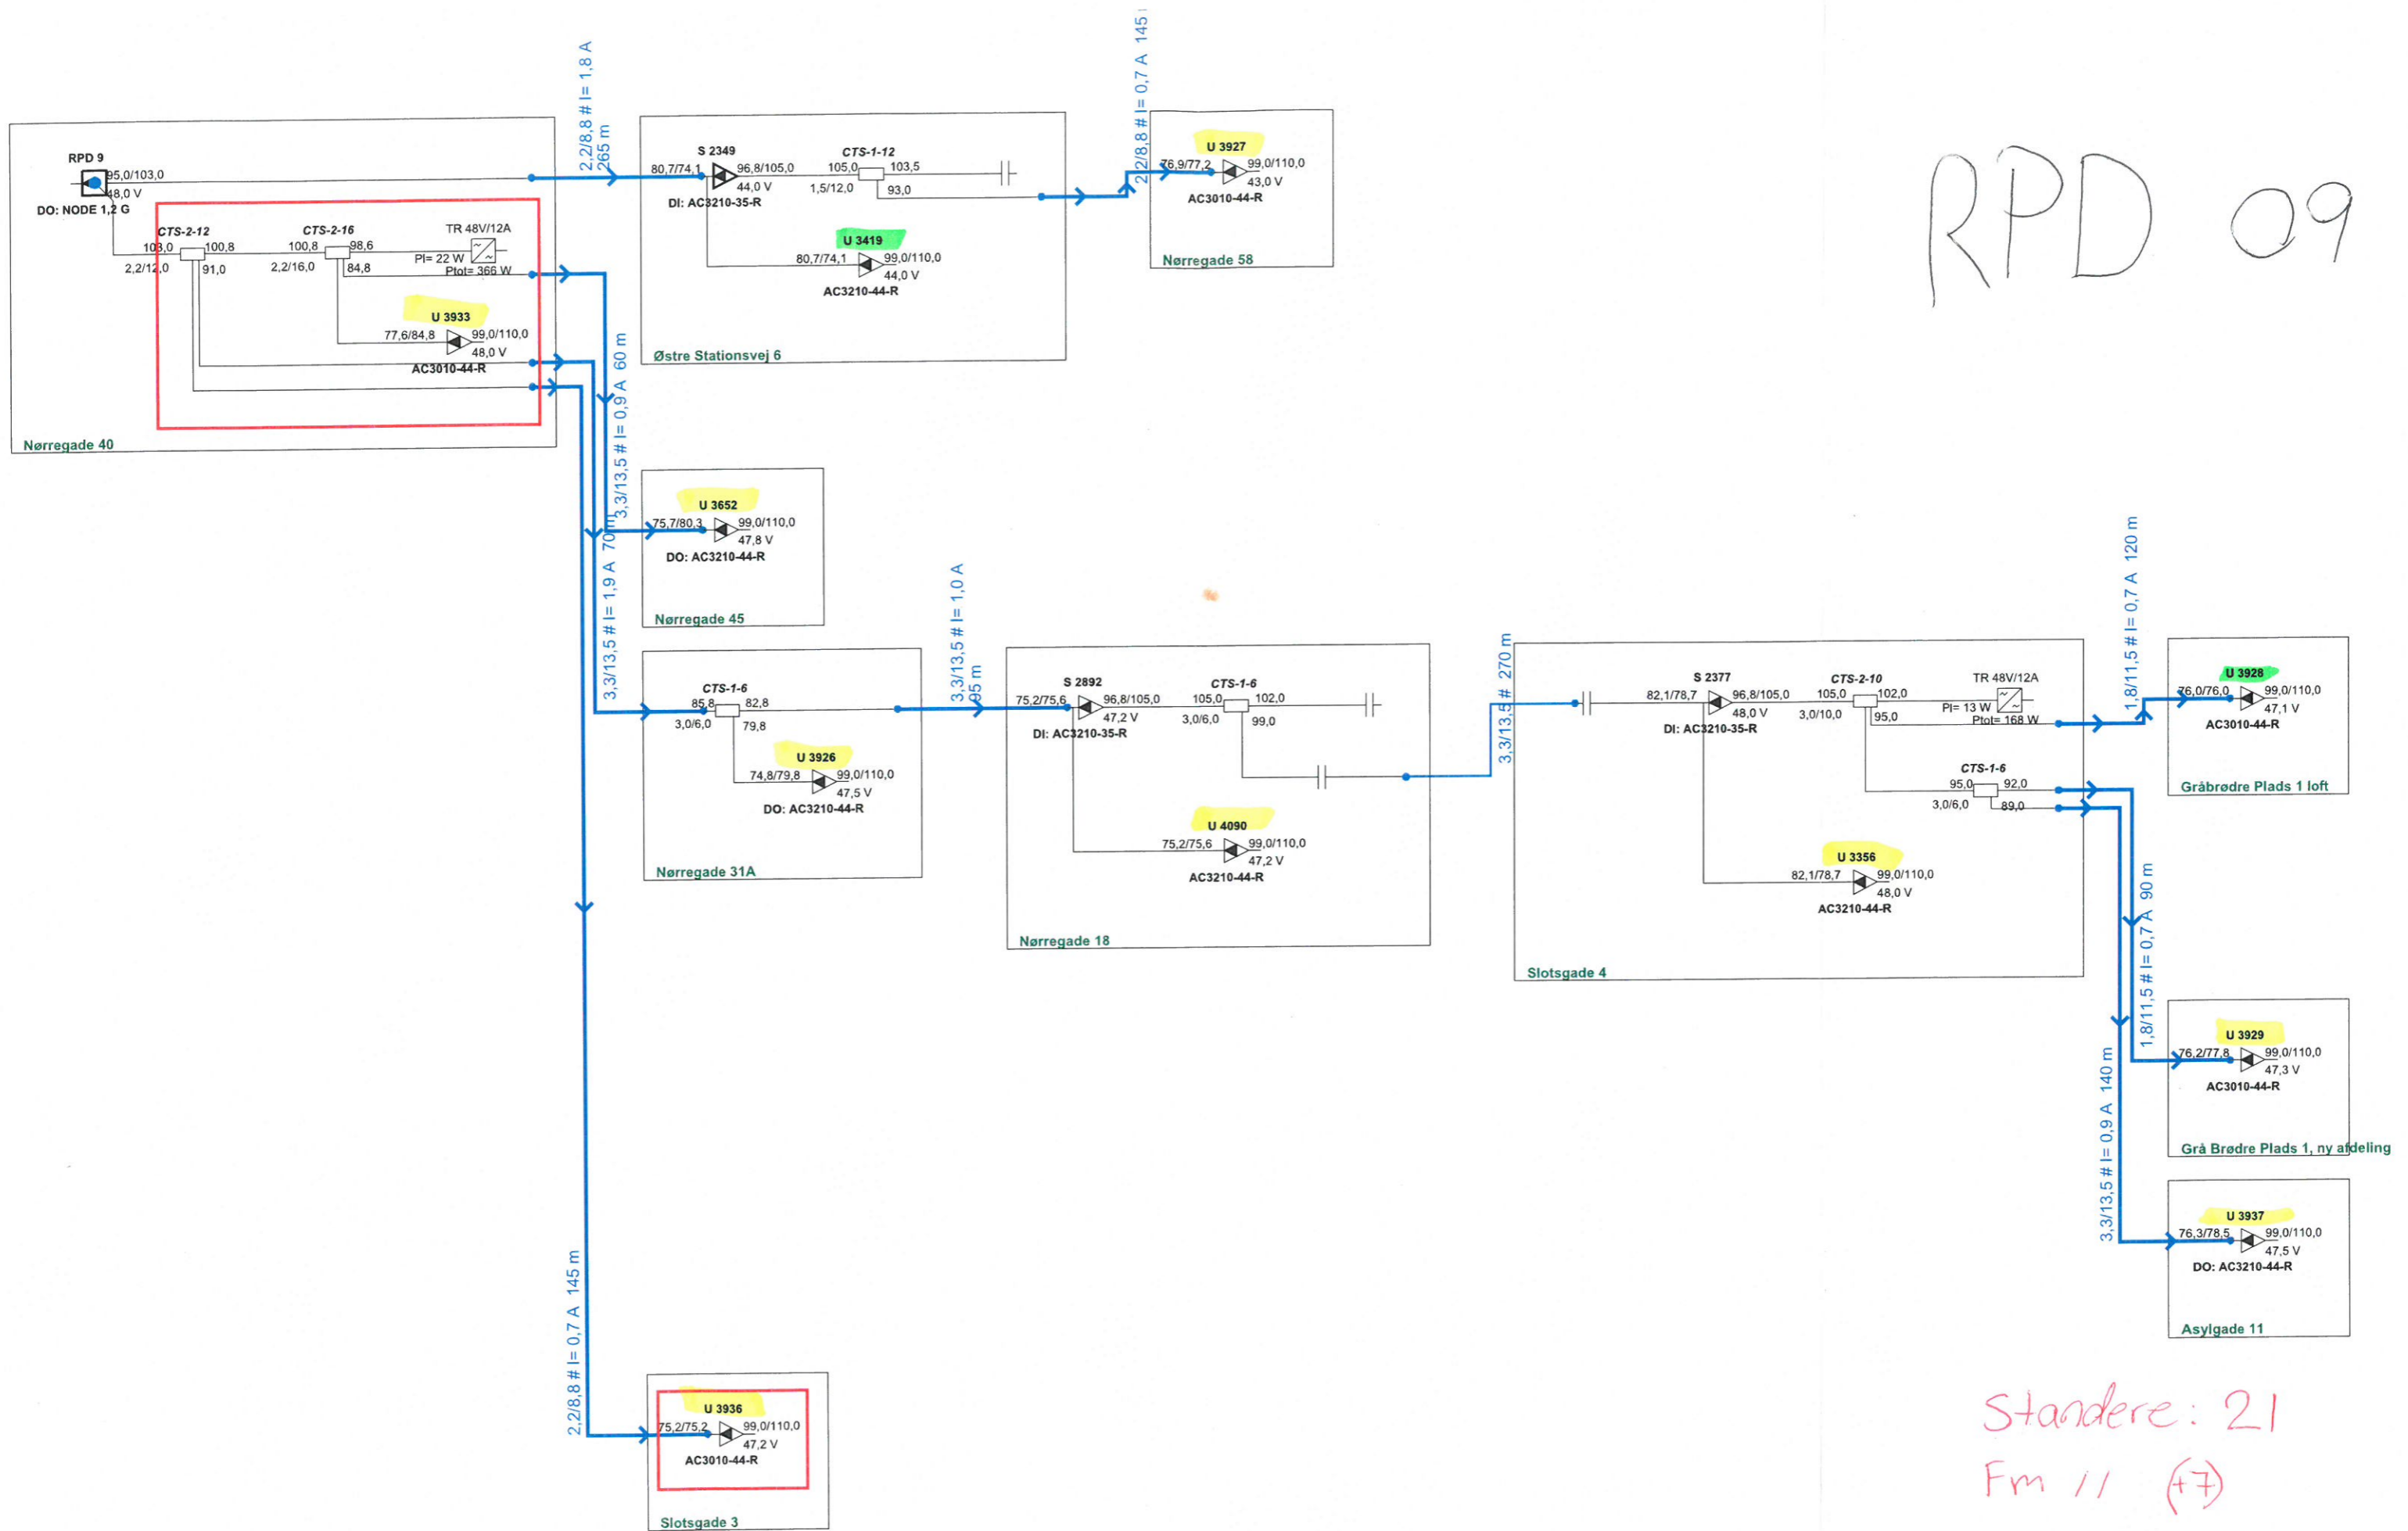 RPD 09
RPD 9
95,0/103,0
48,0 V
DO: NODE 1,2 G
CTS-2-12
103,0 100,8
2,2/12,0 91,0
CTS-2-16
100,8 98,6
2,2/16,0 84,8
TR 48V/12A
PI= 22 W
Ptot= 366 W
U 3933
77,6/84,8 99,0/110,0
48,0 V
AC3010-44-R
Nørregade 40
2,2/8,8 # I= 1,8 A
265 m
S 2349
80,7/74,1 96,8/105,0
44,0 V
DI: AC3210-35-R
CTS-1-12
105,0 103,5
1,5/12,0 93,0
U 3419
80,7/74,1 99,0/110,0
44,0 V
AC3210-44-R
Østre Stationsvej 6
2,2/8,8 # I= 0,7 A 145
U 3927
76,9/77,2 99,0/110,0
43,0 V
AC3010-44-R
Nørregade 58
3,3/13,5 # I= 0,9 A 60 m
U 3652
75,7/80,3 99,0/110,0
47,8 V
DO: AC3210-44-R
Nørregade 45
3,3/13,5 # I= 1,9 A 70 m
CTS-1-6
85,8 82,8
3,0/6,0 79,8
U 3926
74,8/79,8 99,0/110,0
47,5 V
DO: AC3210-44-R
Nørregade 31A
3,3/13,5 # I= 1,0 A
95 m
S 2892
75,2/75,6 96,8/105,0
47,2 V
DI: AC3210-35-R
CTS-1-6
105,0 102,0
3,0/6,0 99,0
U 4090
75,2/75,6 99,0/110,0
47,2 V
AC3210-44-R
Nørregade 18
3,3/13,5 # 270 m
S 2377
82,1/78,7 96,8/105,0
48,0 V
DI: AC3210-35-R
CTS-2-10
105,0 102,0
3,0/10,0 95,0
TR 48V/12A
PI= 13 W
Ptot= 168 W
CTS-1-6
95,0 92,0
3,0/6,0 89,0
U 3356
82,1/78,7 99,0/110,0
48,0 V
AC3210-44-R
Slotsgade 4
1,8/11,5 # I= 0,7 A 120 m
U 3928
76,0/76,0 99,0/110,0
47,1 V
AC3010-44-R
Gråbrødre Plads 1 loft
1,8/11,5 # I= 0,7 A 90 m
U 3929
76,2/77,8 99,0/110,0
47,3 V
AC3010-44-R
Grå Brødre Plads 1, ny afdeling
3,3/13,5 # I= 0,9 A 140 m
U 3937
76,3/78,5 99,0/110,0
47,5 V
DO: AC3210-44-R
Asylgade 11
2,2/8,8 # I= 0,7 A 145 m
U 3936
75,2/75,2 99,0/110,0
47,2 V
AC3010-44-R
Slotsgade 3
Standere: 21
Fm 11 (+7)